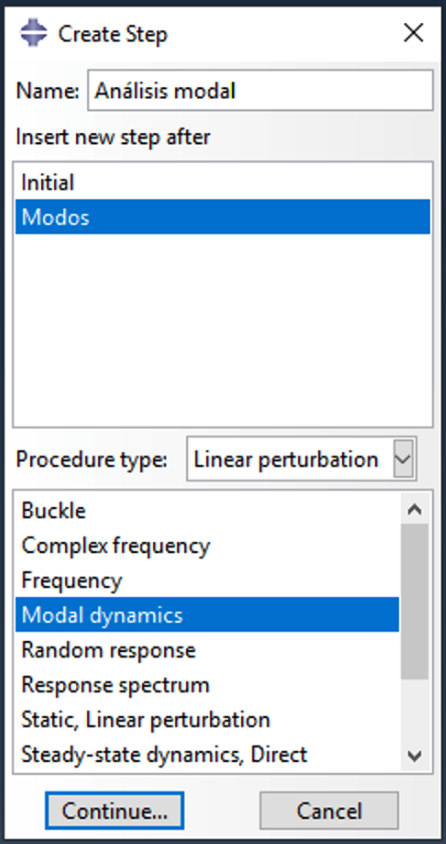 Create Step
Name: Análisis modal
Insert new step after
Initial
Modos
Procedure type: Linear perturbation
Buckle
Complex frequency
Frequency
Modal dynamics
Random response
Response spectrum
Static, Linear perturbation
Steady-state dynamics, Direct
Continue... Cancel